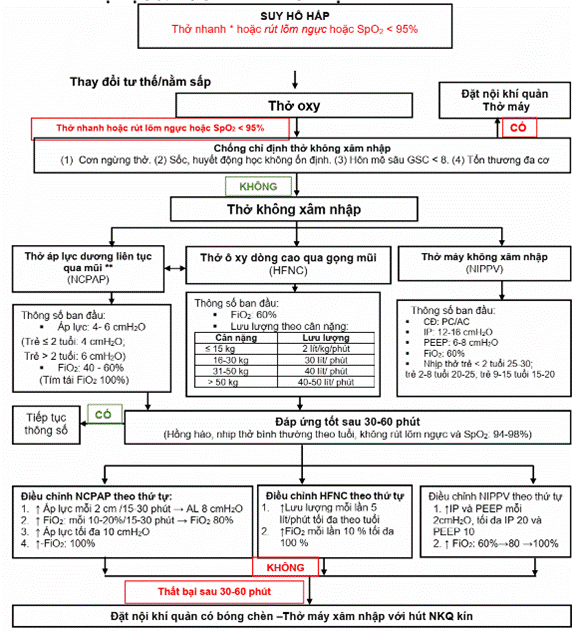 SUY HÔ HẤP
Thở nhanh * hoặc rút lõm ngực hoặc SpO2 < 95%
Thay đổi tư thế/nằm sấp
Thở oxy
Đặt nội khí quản
Thở máy
Thở nhanh hoặc rút lõm ngực hoặc SpO2 < 95%
CÓ
Chống chỉ định thở không xâm nhập
(1) Cơn ngừng thở. (2) Sốc, huyết động học không ổn định. (3) Hôn mê sâu GSC < 8. (4) Tổn thương đa cơ
KHÔNG
Thở không xâm nhập
Thở áp lực dương liên tục
qua mũi **
(NCPAP)
Thở ô xy dòng cao qua gọng mũi
(HFNC)
Thở máy không xâm nhập
(NIPPV)
Thông số ban đầu:
▪ Áp lực: 4- 6 cmH2O
(Trẻ ≤ 2 tuổi: 4 cmH2O,
Trẻ > 2 tuổi: 6 cmH2O)
▪ FiO2: 40 - 60%
(Tím tái FiO2 100%)
Thông số ban đầu:
▪ FiO2: 60%
▪ Lưu lượng theo cân nặng:
Cân nặng Lưu lượng
≤ 15 kg 2 lít/kg/phút
16-30 kg 30 lít/ phút
31-50 kg 40 lít/ phút
> 50 kg 40-50 lít/ phút
Thông số ban đầu:
▪ CĐ: PC/AC
▪ IP: 12-16 cmH2O
▪ PEEP: 6-8 cmH2O
▪ FiO2: 60%
▪ Nhịp thở trẻ < 2 tuổi 25-30;
trẻ 2-8 tuổi 20-25; trẻ 9-15 tuổi 15-20
Tiếp tục
thông số
CÓ
Đáp ứng tốt sau 30-60 phút
(Hồng hào, nhịp thở bình thường theo tuổi, không rút lõm ngực và SpO2: 94-98%)
Điều chỉnh NCPAP theo thứ tự:
1. ↑ Áp lực mỗi 2 cm /15-30 phút → AL 8 cmH2O
2. ↑ FiO2: mỗi 10-20%/15-30 phút → FiO2 80%
3. ↑ Áp lực tối đa 10 cmH2O
4. ↑ FiO2: 100%
Điều chỉnh HFNC theo thứ tự
1. ↑Lưu lượng mỗi lần 5
lít/phút tối đa theo tuổi
2. ↑FiO2 mỗi lần 10 % tối đa
100 %
Điều chỉnh NIPPV theo thứ tự
1. ↑IP và PEEP mỗi
2cmH2O, tối đa IP 20 và
PEEP 10
2. ↑ FiO2: 60%→80 →100%
KHÔNG
Thất bại sau 30-60 phút
Đặt nội khí quản có bóng chèn –Thở máy xâm nhập với hút NKQ kín